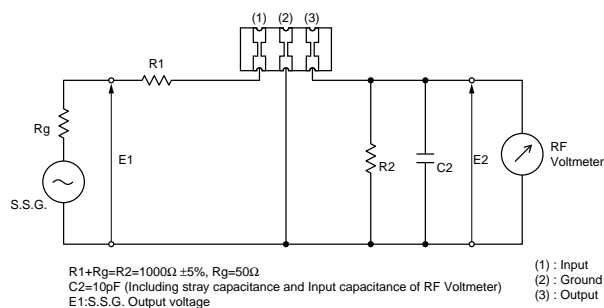 (1) (2) (3)
R1
Rg
E1
R2
C2
E2
RF
Voltmeter
S.S.G.
R1+Rg=R2=1000Ω ±5%, Rg=50Ω
C2=10pF (Including stray capacitance and Input capacitance of RF Voltmeter)
E1:S.S.G. Output voltage
(1) : Input
(2) : Ground
(3) : Output